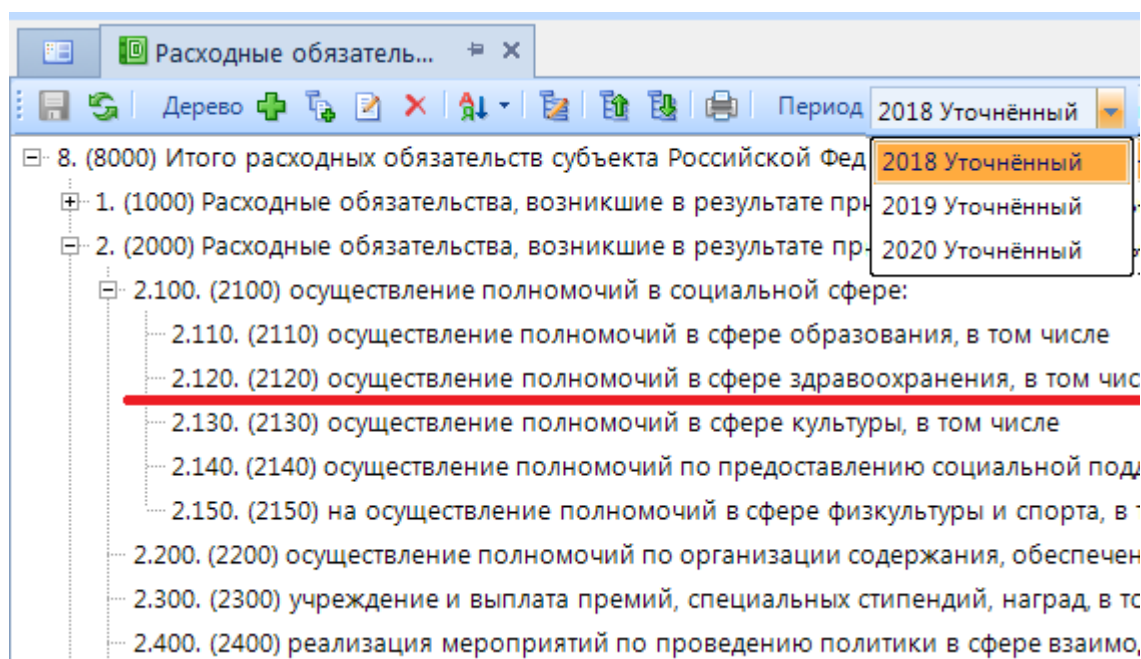 Расходные обязатель...
Дерево
Период 2018 Уточнённый
8. (8000) Итого расходных обязательств субъекта Российской Фед
2018 Уточнённый
1. (1000) Расходные обязательства, возникшие в результате при
2019 Уточнённый
2. (2000) Расходные обязательства, возникшие в результате пр
2020 Уточнённый
2.100. (2100) осуществление полномочий в социальной сфере:
2.110. (2110) осуществление полномочий в сфере образования, в том числе
2.120. (2120) осуществление полномочий в сфере здравоохранения, в том чис
2.130. (2130) осуществление полномочий в сфере культуры, в том числе
2.140. (2140) осуществление полномочий по предоставлению социальной подд
2.150. (2150) на осуществление полномочий в сфере физкультуры и спорта, в т
2.200. (2200) осуществление полномочий по организации содержания, обеспечен
2.300. (2300) учреждение и выплата премий, специальных стипендий, наград, в то
2.400. (2400) реализация мероприятий по проведению политики в сфере взаимод